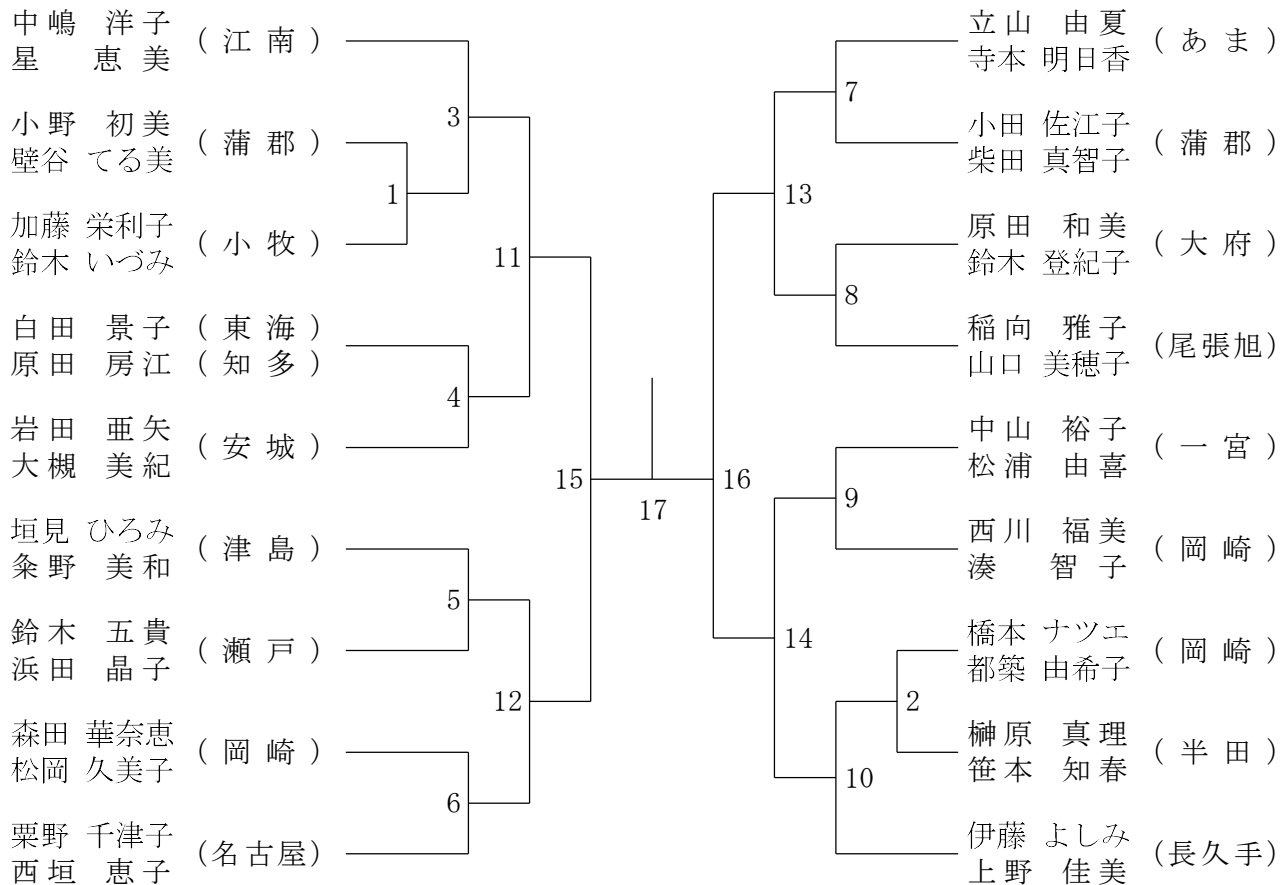 中嶋 洋子
星 恵美
(江南)
小野 初美
壁谷 てる美
(蒲郡)
加藤 栄利子
鈴木 いづみ
(小牧)
白田 景子 (東海)
原田 房江 (知多)
岩田 亜矢
大槻 美紀
(安城)
垣見 ひろみ
粂野 美和
(津島)
鈴木 五貴
浜田 晶子
(瀬戸)
森田 華奈恵
松岡 久美子
(岡崎)
粟野 千津子
西垣 恵子
(名古屋)
3
1
11
4
15
5
12
6
17
立山 由夏
寺本 明日香
(あま)
小田 佐江子
柴田 真智子
(蒲郡)
原田 和美
鈴木 登紀子
(大府)
稲向 雅子
山口 美穂子
(尾張旭)
中山 裕子
松浦 由喜
(一宮)
西川 福美
湊 智子
(岡崎)
橋本 ナツエ
都築 由希子
(岡崎)
榊原 真理
笹本 知春
(半田)
伊藤 よしみ
上野 佳美
(長久手)
7
13
8
16
9
14
2
10